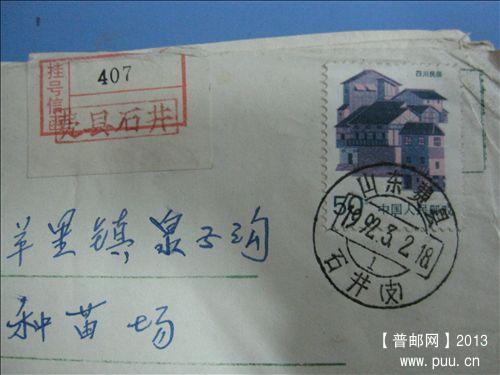 挂号信函
407
费县石井
四川民居
50
中国人民邮
山东费县
1992.3.2.18
1
石井(支)
羊里镇泉子沟
种苗场
【普邮网】2013
www.puu.cn